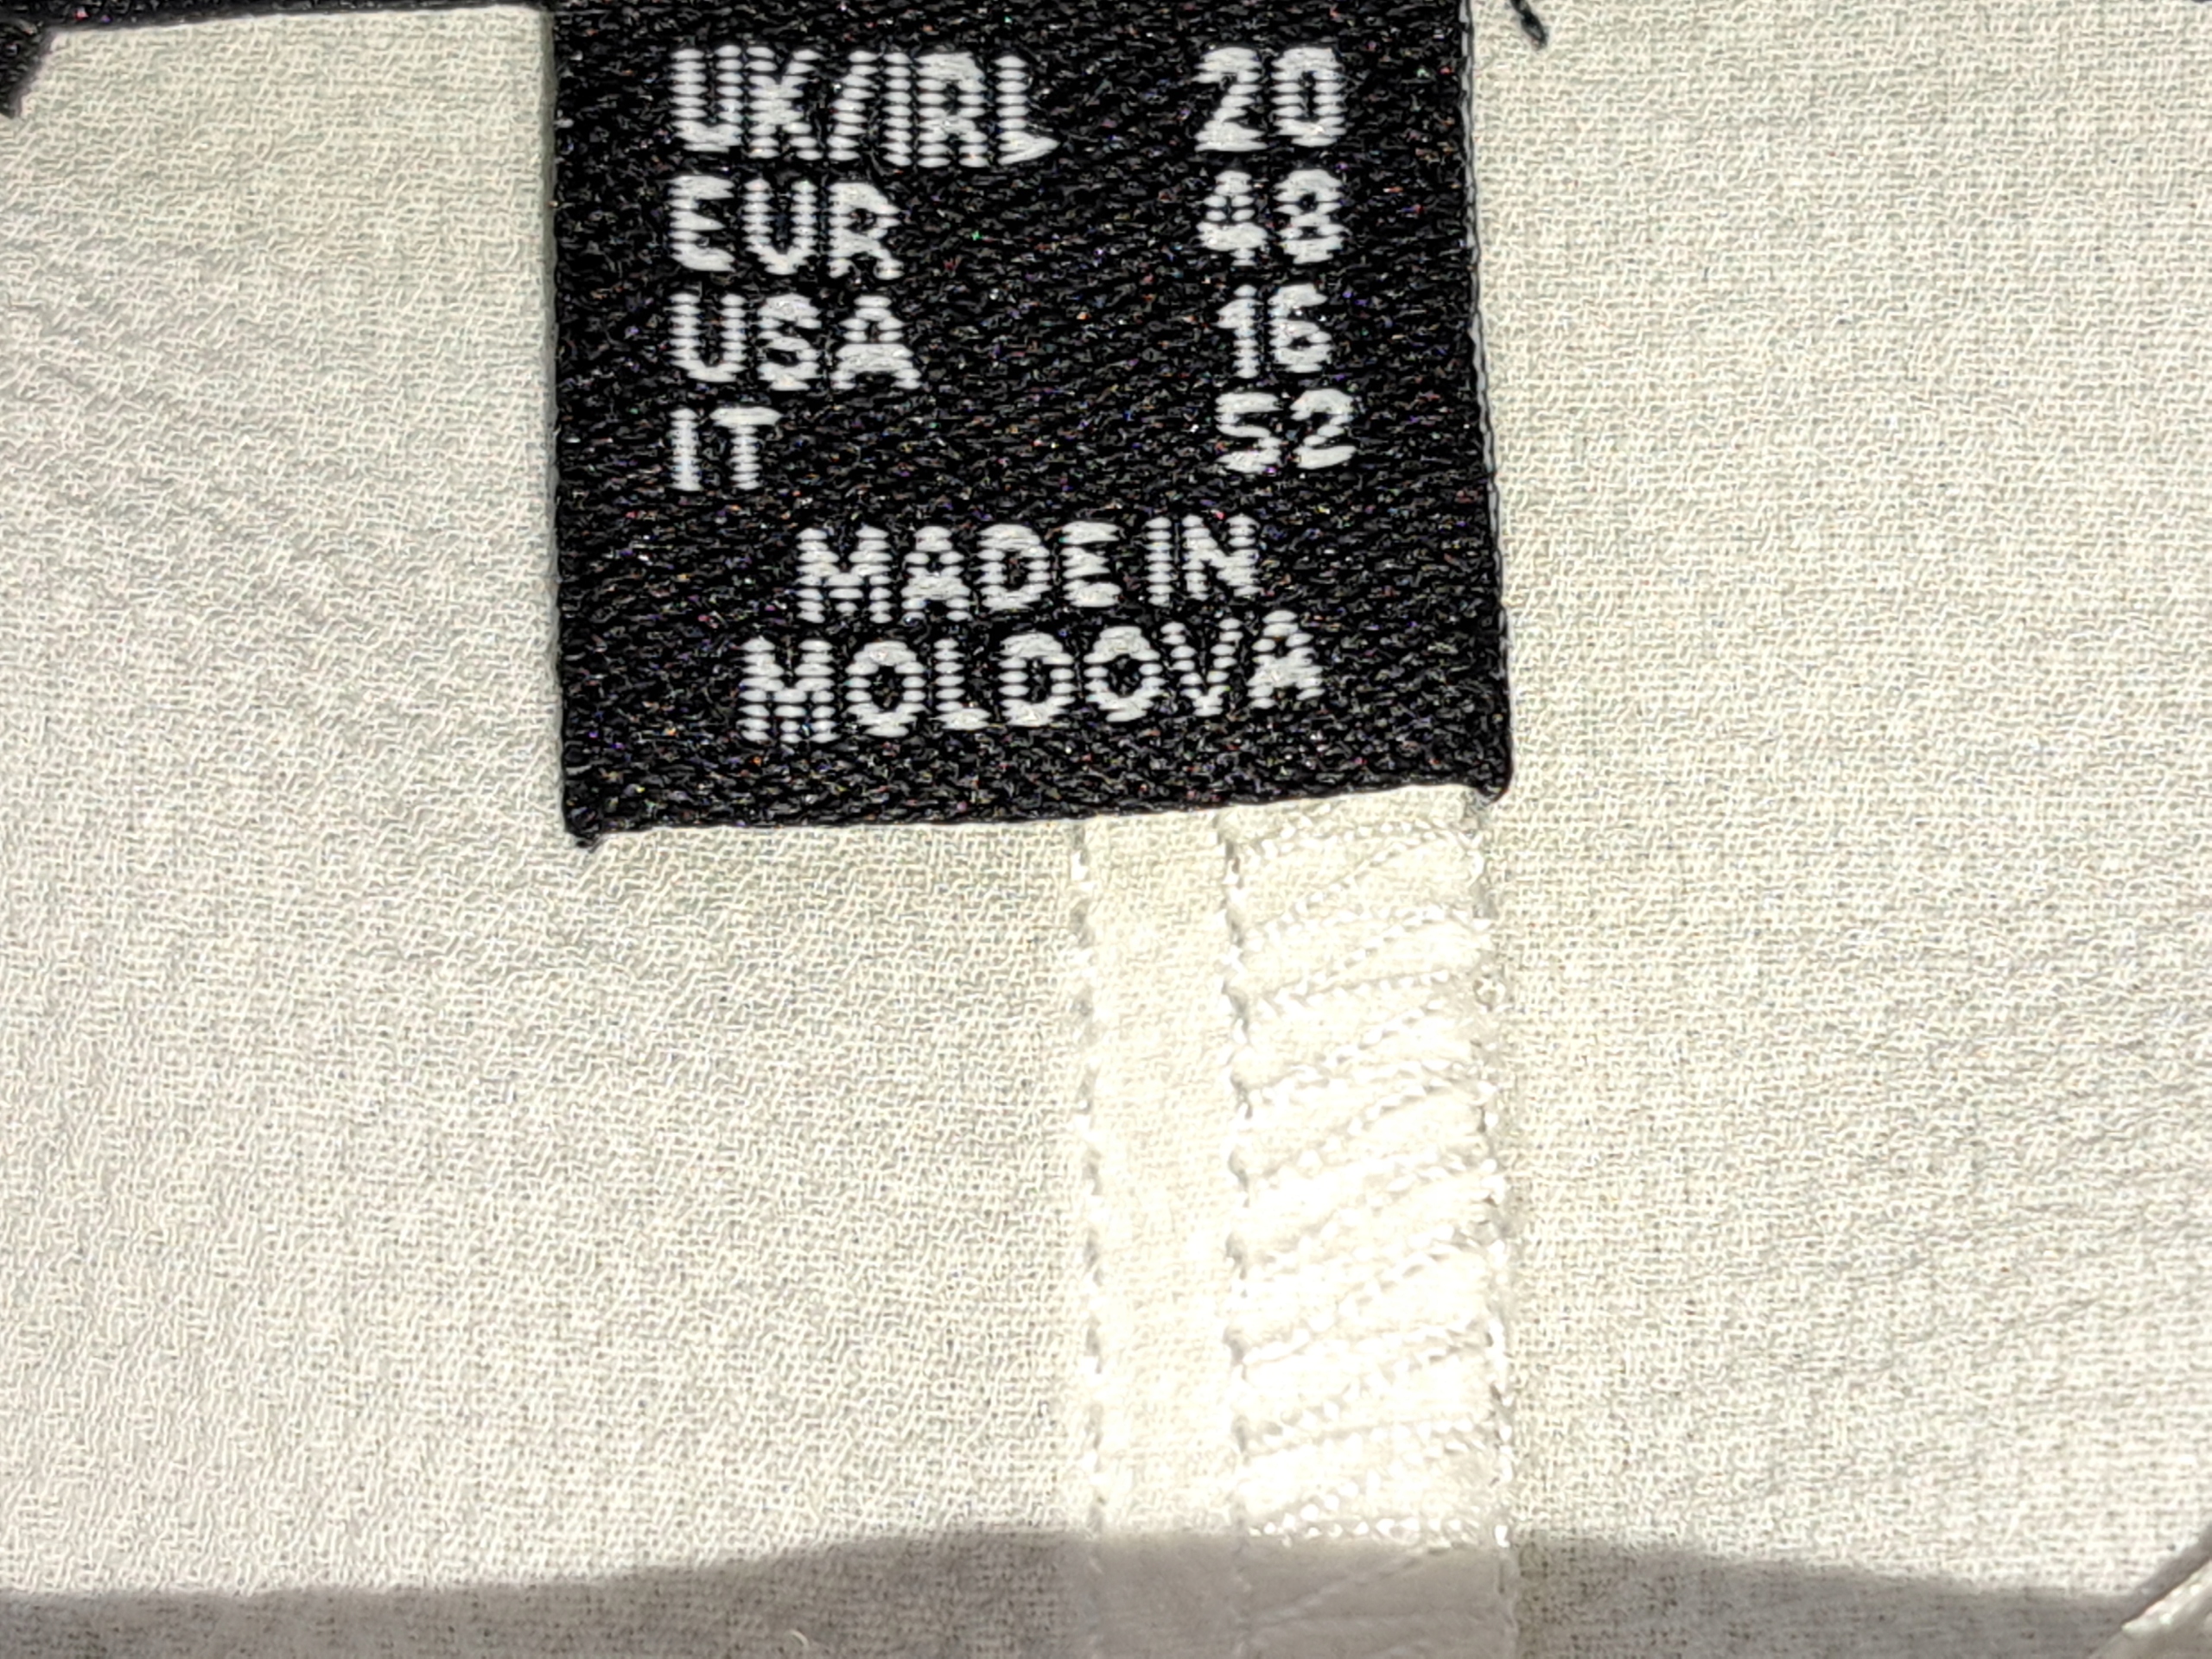 UK/IRL 20
EUR 48
USA 16
IT 52
MADE IN
MOLDOVA